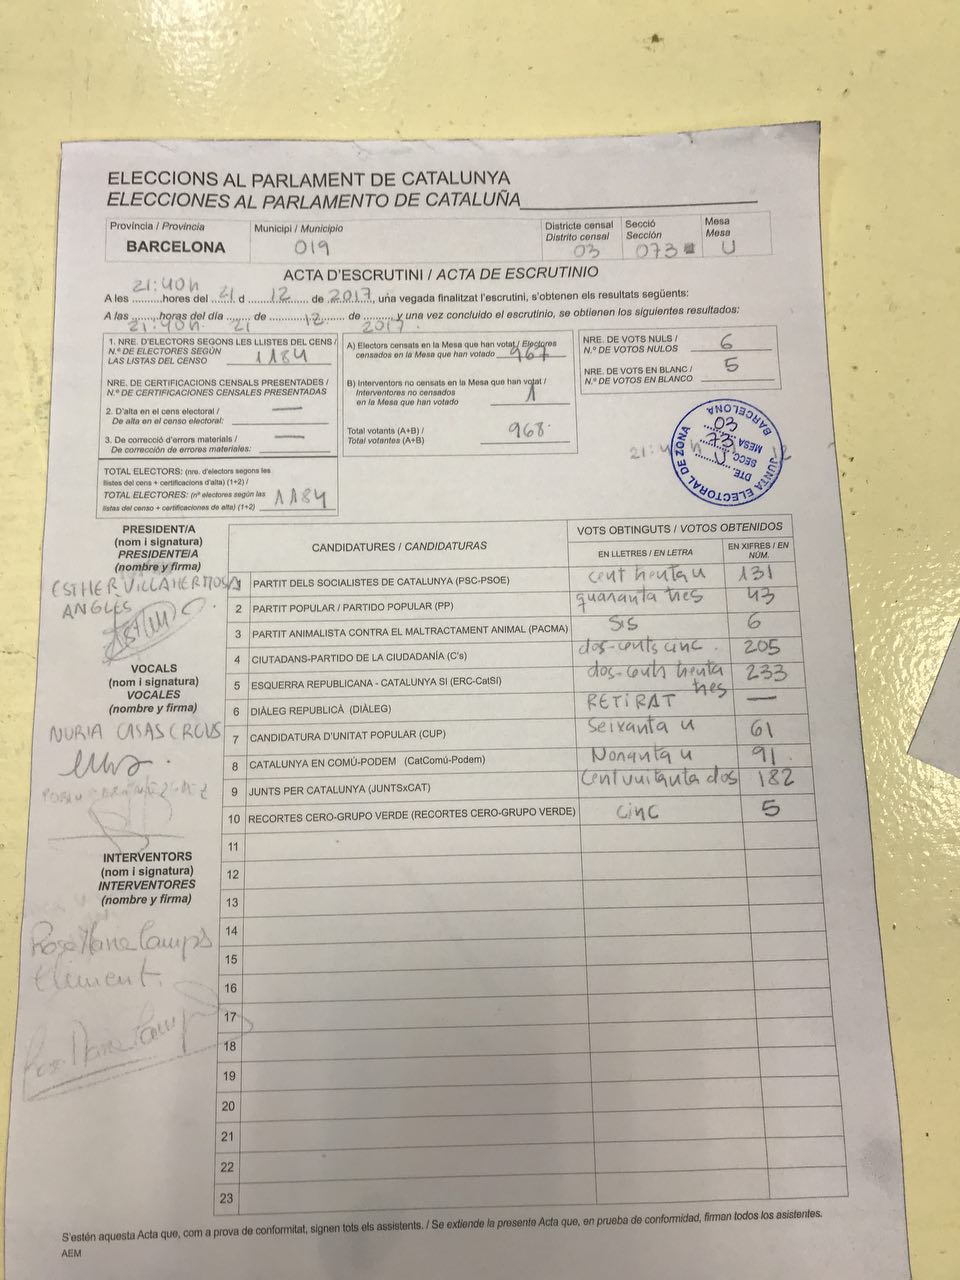 ELECCIONS AL PARLAMENT DE CATALUNYA
ELECCIONES AL PARLAMENTO DE CATALUÑA
Provincia / Provincia
BARCELONA
Municipi / Municipio
019
Districte censal
Distrito censal
03
Secció
Sección
073
Mesa
Mesa
U
ACTA D'ESCRUTINI / ACTA DE ESCRUTINIO
21:40h
A les ..........hores del 21 d 12 de 2017, una vegada finalitzat l'escrutini, s'obtenen els resultats següents:
A las ..........horas del día 21 de 12 de 2017 y una vez concluido el escrutinio, se obtienen los siguientes resultados:
21:40h.
1. NRE. D'ELECTORS SEGONS LES LLISTES DEL CENS /
N.º DE ELECTORES SEGÚN
LAS LISTAS DEL CENSO 1184
NRE. DE CERTIFICACIONS CENSALS PRESENTADES /
N.º DE CERTIFICACIONES CENSALES PRESENTADAS
2. D'alta en el cens electoral /
De alta en el censo electoral: —
3. De correcció d'errors materials /
De corrección de errores materiales: —
TOTAL ELECTORS: (nre. d'electors segons les
llistes del cens + certificacions d'alta) (1+2) /
TOTAL ELECTORES: (nº electores según las
listas del censo + certificaciones de alta) (1+2) 1184
A) Electors censats en la Mesa que han votat / Electores
censados en la Mesa que han votado 967
B) Interventors no censats en la Mesa que han votat /
Interventores no censados
en la Mesa que han votado 1
Total votants (A+B) /
Total votantes (A+B) 968
NRE. DE VOTS NULS /
N.º DE VOTOS NULOS 6
NRE. DE VOTS EN BLANC /
N.º DE VOTOS EN BLANCO 5
JUNTA ELECTORAL DE ZONA
BARCELONA
DTE. U
SECC. 73
MESA 03
PRESIDENT/A
(nom i signatura)
PRESIDENTE/A
(nombre y firma)
ESTHER VILLAHERMOSA
ANGLÈS
VOCALS
(nom i signatura)
VOCALES
(nombre y firma)
NURIA CASAS CROUS
INTERVENTORS
(nom i signatura)
INTERVENTORES
(nombre y firma)
Rosa Maria Camps
Climent.
CANDIDATURES / CANDIDATURAS
VOTS OBTINGUTS / VOTOS OBTENIDOS
EN LLETRES / EN LETRA
EN XIFRES / EN NÚM.
1 PARTIT DELS SOCIALISTES DE CATALUNYA (PSC-PSOE) cent trenta u 131
2 PARTIT POPULAR / PARTIDO POPULAR (PP) quaranta tres 43
3 PARTIT ANIMALISTA CONTRA EL MALTRACTAMENT ANIMAL (PACMA) Sis 6
4 CIUTADANS-PARTIDO DE LA CIUDADANÍA (C's) dos-cents cinc. 205
5 ESQUERRA REPUBLICANA - CATALUNYA SI (ERC-CatSI) dos-cents trenta tres 233
6 DIÀLEG REPUBLICÀ (DIÀLEG) RETIRAT —
7 CANDIDATURA D'UNITAT POPULAR (CUP) Seixanta u 61
8 CATALUNYA EN COMÚ-PODEM (CatComú-Podem) Noranta u 91
9 JUNTS PER CATALUNYA (JUNTSxCAT) Cent vuitanta dos 182
10 RECORTES CERO-GRUPO VERDE (RECORTES CERO-GRUPO VERDE) cinc 5
11
12
13
14
15
16
17
18
19
20
21
22
23
S'estén aquesta Acta que, com a prova de conformitat, signen tots els assistents. / Se extiende la presente Acta que, en prueba de conformidad, firman todos los asistentes.
AEM